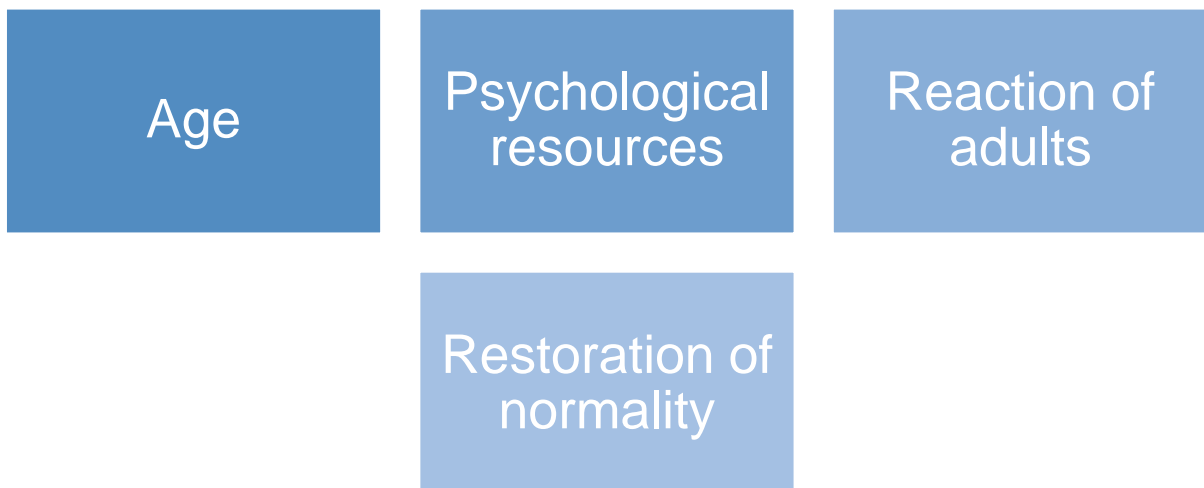 Age
Psychological
resources
Reaction of
adults
Restoration of
normality